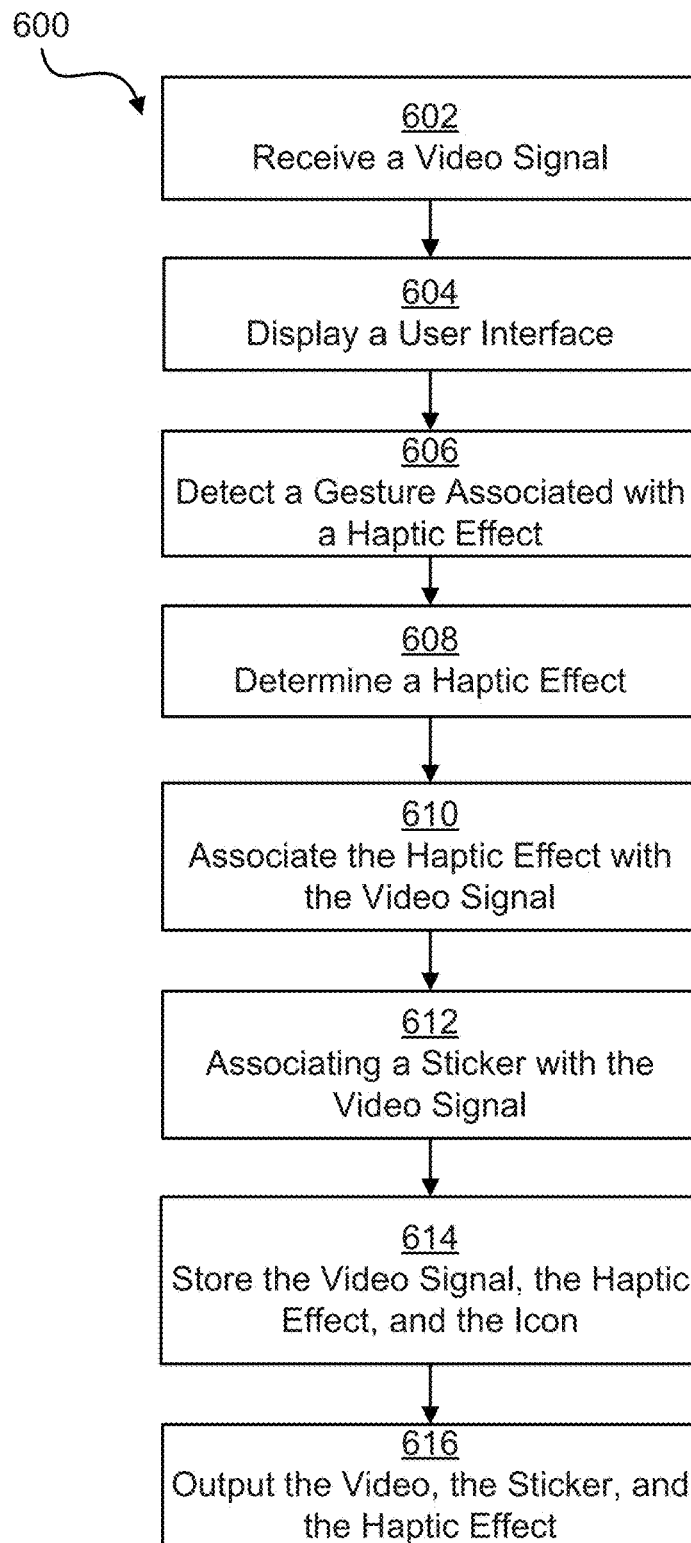 600
602
Receive a Video Signal
604
Display a User Interface
606
Detect a Gesture Associated with
a Haptic Effect
608
Determine a Haptic Effect
610
Associate the Haptic Effect with
the Video Signal
612
Associating a Sticker with the
Video Signal
614
Store the Video Signal, the Haptic
Effect, and the Icon
616
Output the Video, the Sticker, and
the Haptic Effect